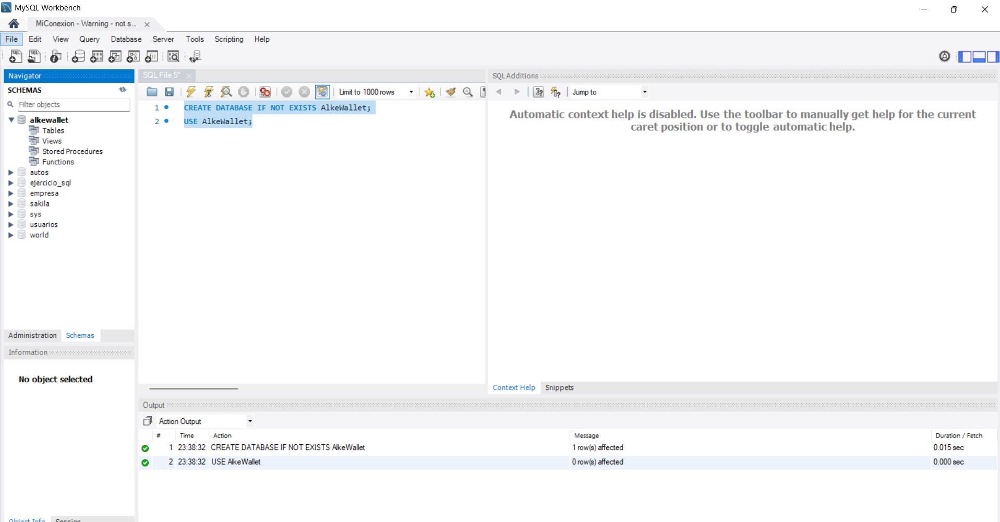 MySQL Workbench
MiConexion - Warning - not s...
File Edit View Query Database Server Tools Scripting Help
Navigator
SCHEMAS
Filter objects
alkewallet
Tables
Views
Stored Procedures
Functions
autos
ejercicio_sql
empresa
sakila
sys
usuarios
world
Administration Schemas
Information
No object selected
Object Info Session
SQL File 5*
Limit to 1000 rows
1 CREATE DATABASE IF NOT EXISTS AlkeWallet;
2 USE AlkeWallet;
SQLAdditions
Jump to
Automatic context help is disabled. Use the toolbar to manually get help for the current
caret position or to toggle automatic help.
Context Help Snippets
Output
Action Output
# Time Action Message Duration / Fetch
1 23:38:32 CREATE DATABASE IF NOT EXISTS AlkeWallet 1 row(s) affected 0.015 sec
2 23:38:32 USE AlkeWallet 0 row(s) affected 0.000 sec